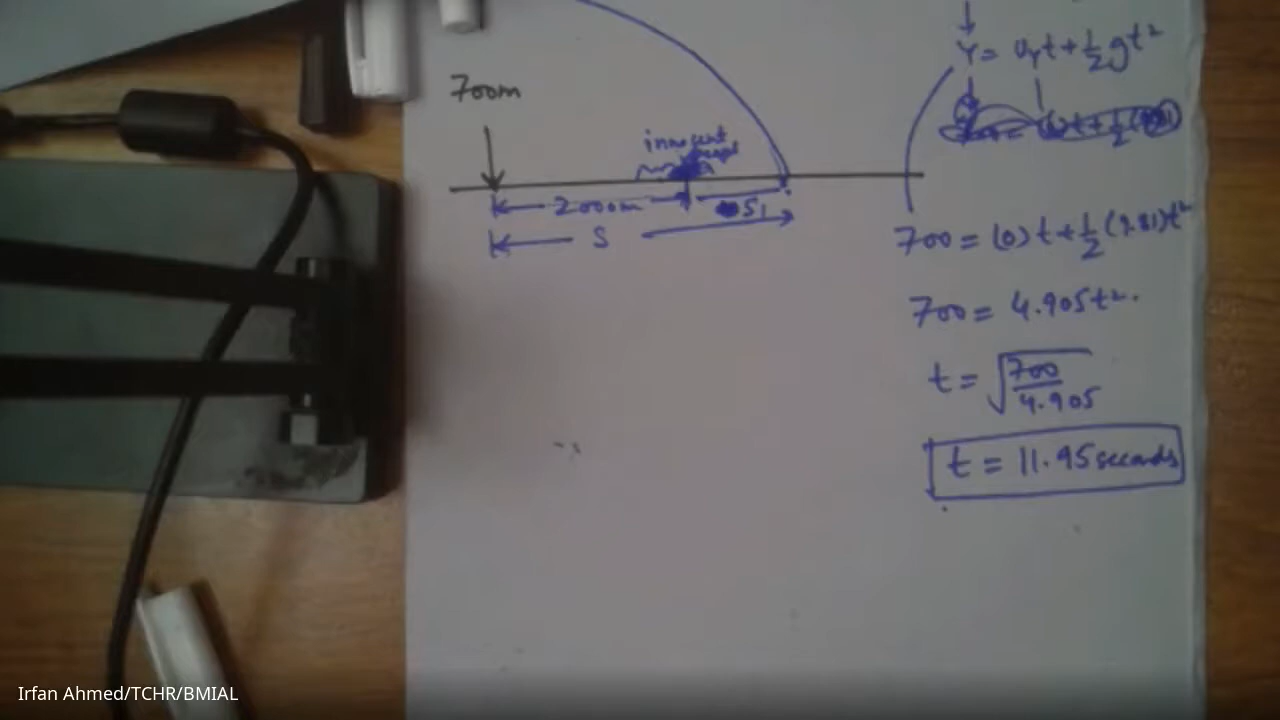 Y = Uyt + ½gt²
700m
innocent
2000m
S₁
S
700 = (0)t + ½(9.81)t²
700 = 4.905t².
t = √(700/4.905)
t = 11.95 seconds
Irfan Ahmed/TCHR/BMIAL